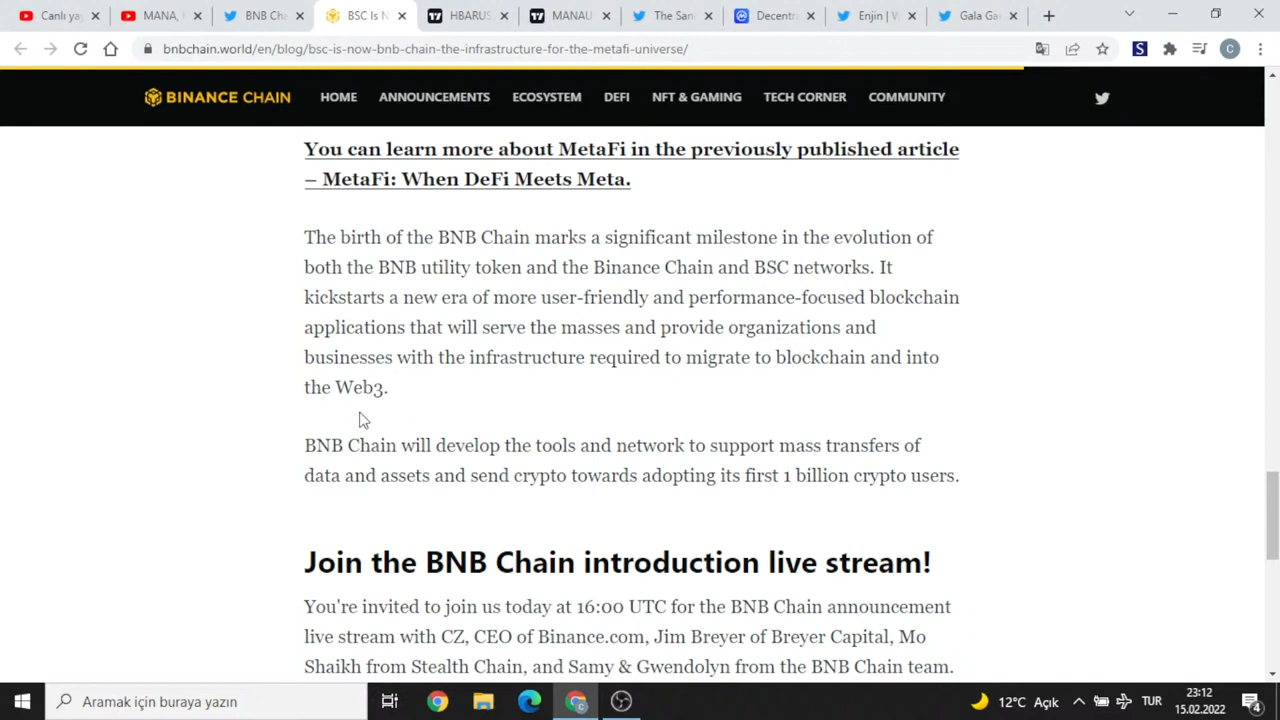 Canlı ya
MANA,
BNB Cha
BSC Is N
HBARUS
MANAU
The San
Decentra
Enjin | W
Gala Ga
bnbchain.world/en/blog/bsc-is-now-bnb-chain-the-infrastructure-for-the-metafi-universe/
S
C
BINANCE CHAIN
HOME
ANNOUNCEMENTS
ECOSYSTEM
DEFI
NFT & GAMING
TECH CORNER
COMMUNITY
You can learn more about MetaFi in the previously published article
– MetaFi: When DeFi Meets Meta.
The birth of the BNB Chain marks a significant milestone in the evolution of
both the BNB utility token and the Binance Chain and BSC networks. It
kickstarts a new era of more user-friendly and performance-focused blockchain
applications that will serve the masses and provide organizations and
businesses with the infrastructure required to migrate to blockchain and into
the Web3.
BNB Chain will develop the tools and network to support mass transfers of
data and assets and send crypto towards adopting its first 1 billion crypto users.
Join the BNB Chain introduction live stream!
You're invited to join us today at 16:00 UTC for the BNB Chain announcement
live stream with CZ, CEO of Binance.com, Jim Breyer of Breyer Capital, Mo
Shaikh from Stealth Chain, and Samy & Gwendolyn from the BNB Chain team.
Aramak için buraya yazın
12°C Açık
TUR
23:12
15.02.2022
4